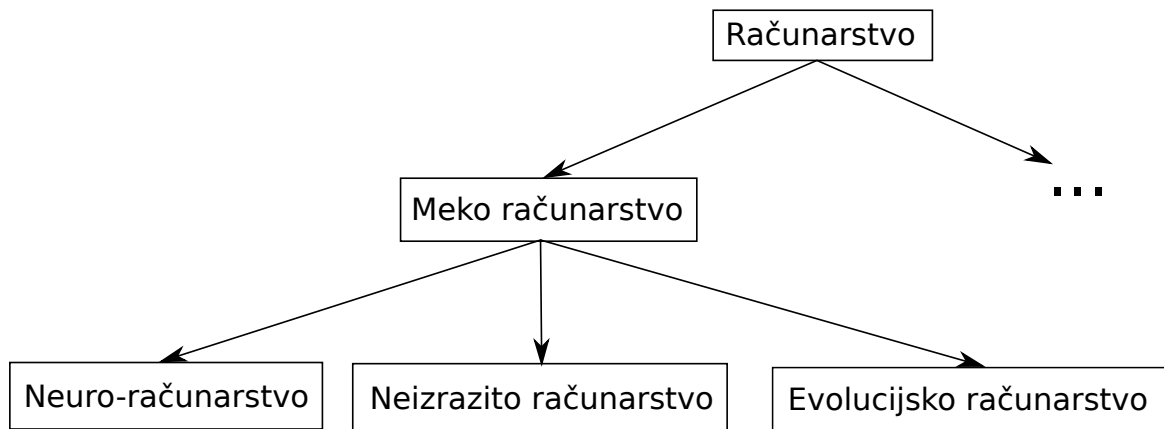 Računarstvo
Meko računarstvo
...
Neuro-računarstvo
Neizrazito računarstvo
Evolucijsko računarstvo